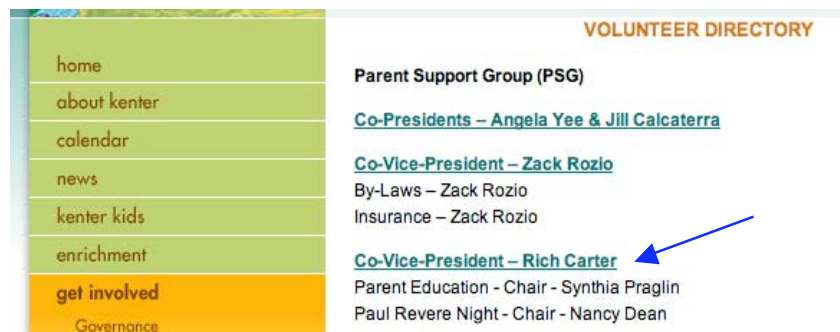 VOLUNTEER DIRECTORY
home
about kenter
calendar
news
kenter kids
enrichment
get involved
Governance
Parent Support Group (PSG)
Co-Presidents – Angela Yee & Jill Calcaterra
Co-Vice-President – Zack Rozio
By-Laws – Zack Rozio
Insurance – Zack Rozio
Co-Vice-President – Rich Carter
Parent Education - Chair - Synthia Praglin
Paul Revere Night - Chair - Nancy Dean